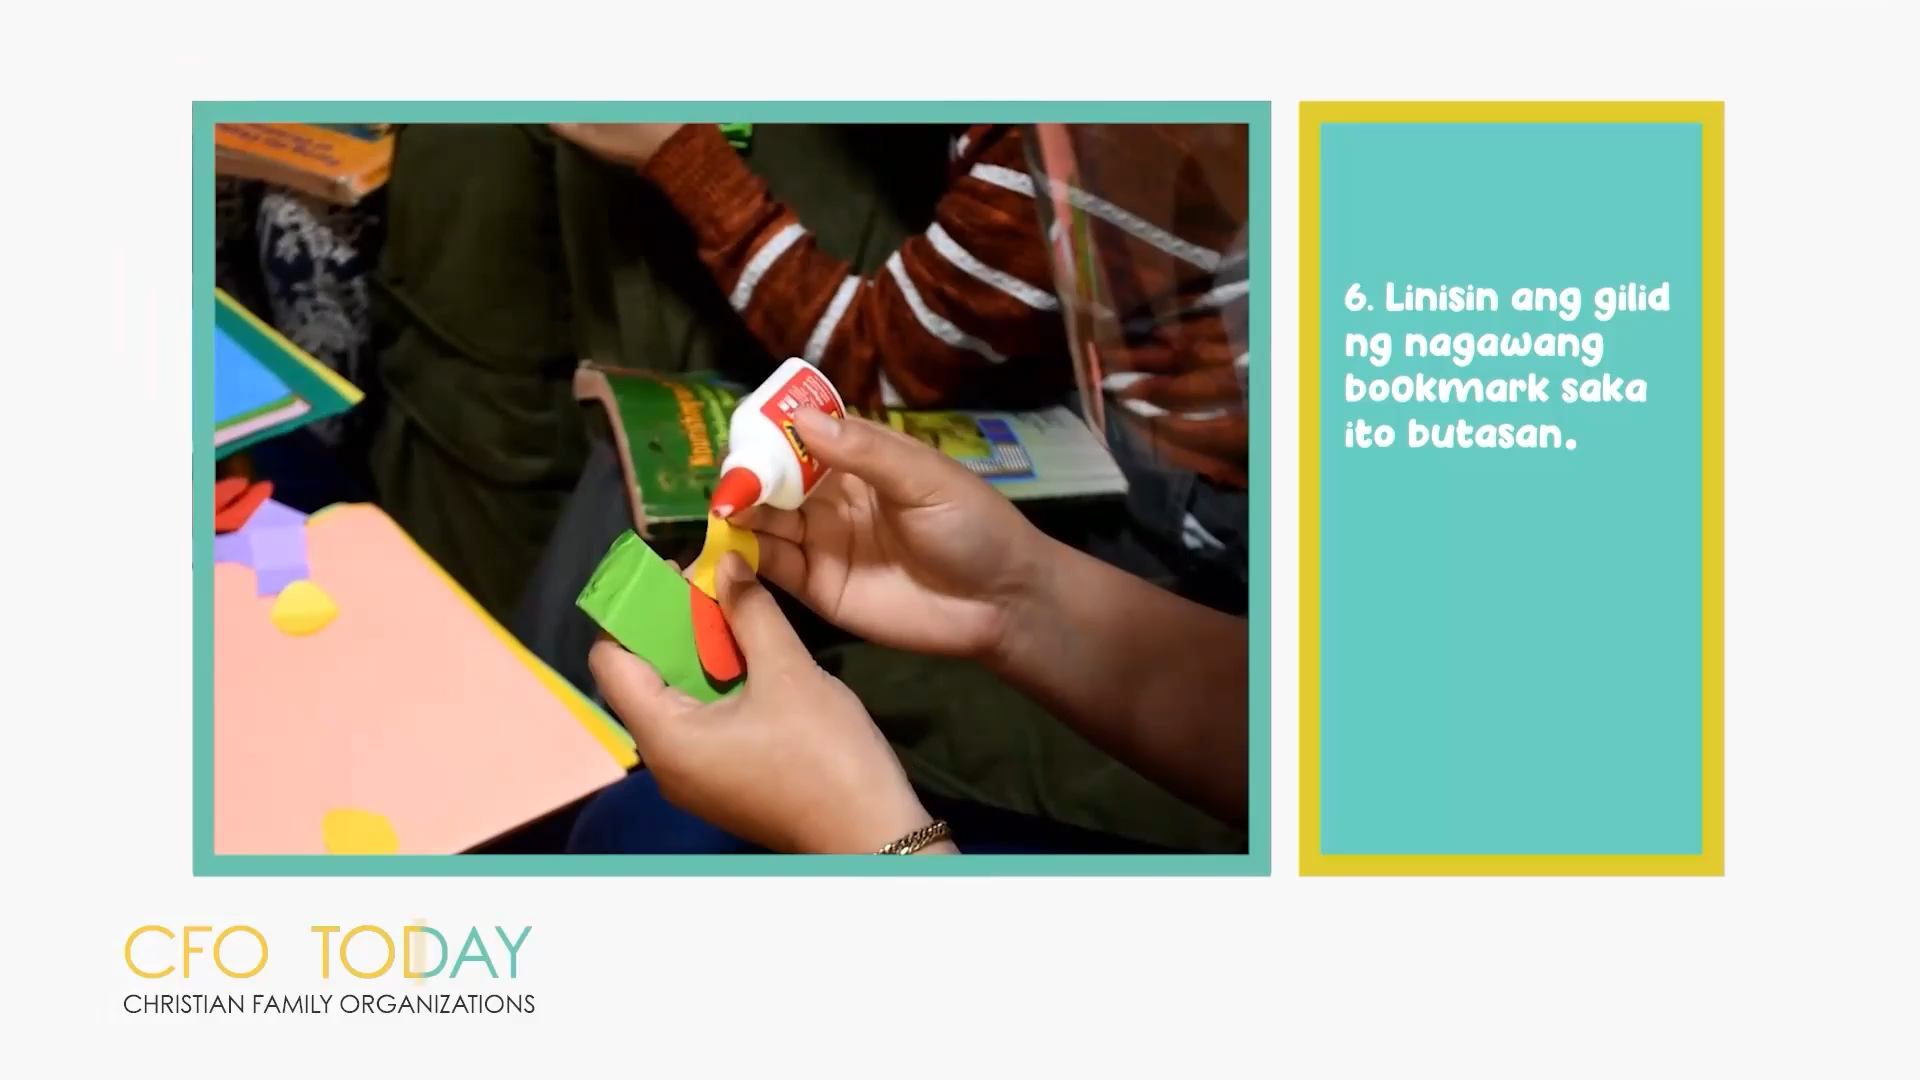 6. Linisin ang gilid
ng nagawang
bookmark saka
ito butasan.
CFO TODAY
CHRISTIAN FAMILY ORGANIZATIONS